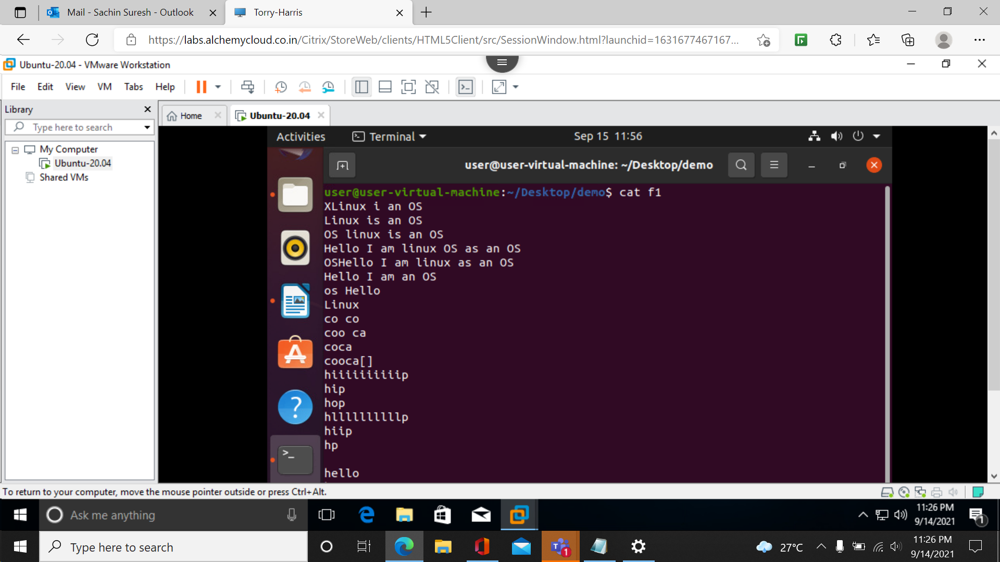 Mail - Sachin Suresh - Outlook
Torry-Harris
https://labs.alchemycloud.co.in/Citrix/StoreWeb/clients/HTML5Client/src/SessionWindow.html?launchid=1631677467167...
Ubuntu-20.04 - VMware Workstation
File Edit View VM Tabs Help
Library
Type here to search
My Computer
Ubuntu-20.04
Shared VMs
Home
Ubuntu-20.04
Activities
Terminal
Sep 15 11:56
user@user-virtual-machine: ~/Desktop/demo
user@user-virtual-machine:~/Desktop/demo$ cat f1
XLinux i an OS
Linux is an OS
OS linux is an OS
Hello I am linux OS as an OS
OSHello I am linux as an OS
Hello I am an OS
os Hello
Linux
co co
coo ca
coca
cooca[]
hiiiiiiiiiip
hip
hop
hllllllllllp
hiip
hp
hello
To return to your computer, move the mouse pointer outside or press Ctrl+Alt.
Ask me anything
11:26 PM
9/14/2021
1
Type here to search
1
27°C
11:26 PM
9/14/2021